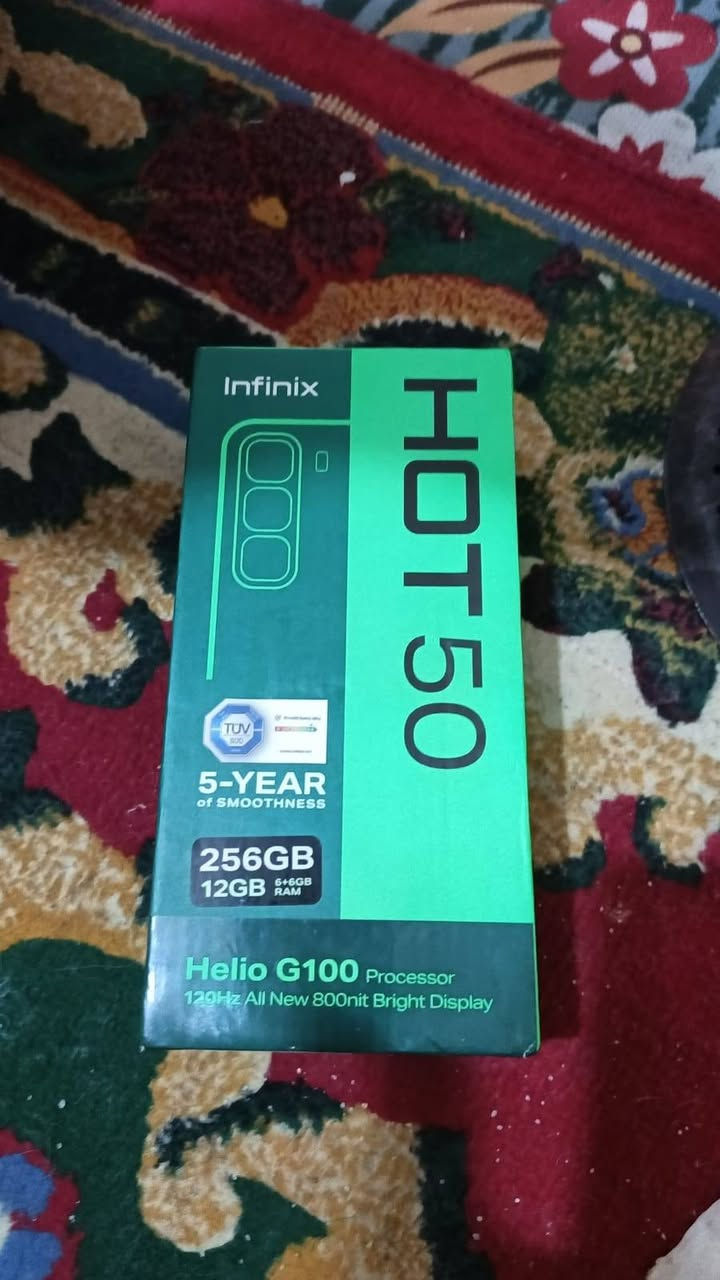 Infinix
HOT 50
TÜV
SÜD
5-YEAR
of SMOOTHNESS
256GB
12GB 6+6GB
RAM
Helio G100 Processor
120Hz All New 800nit Bright Display